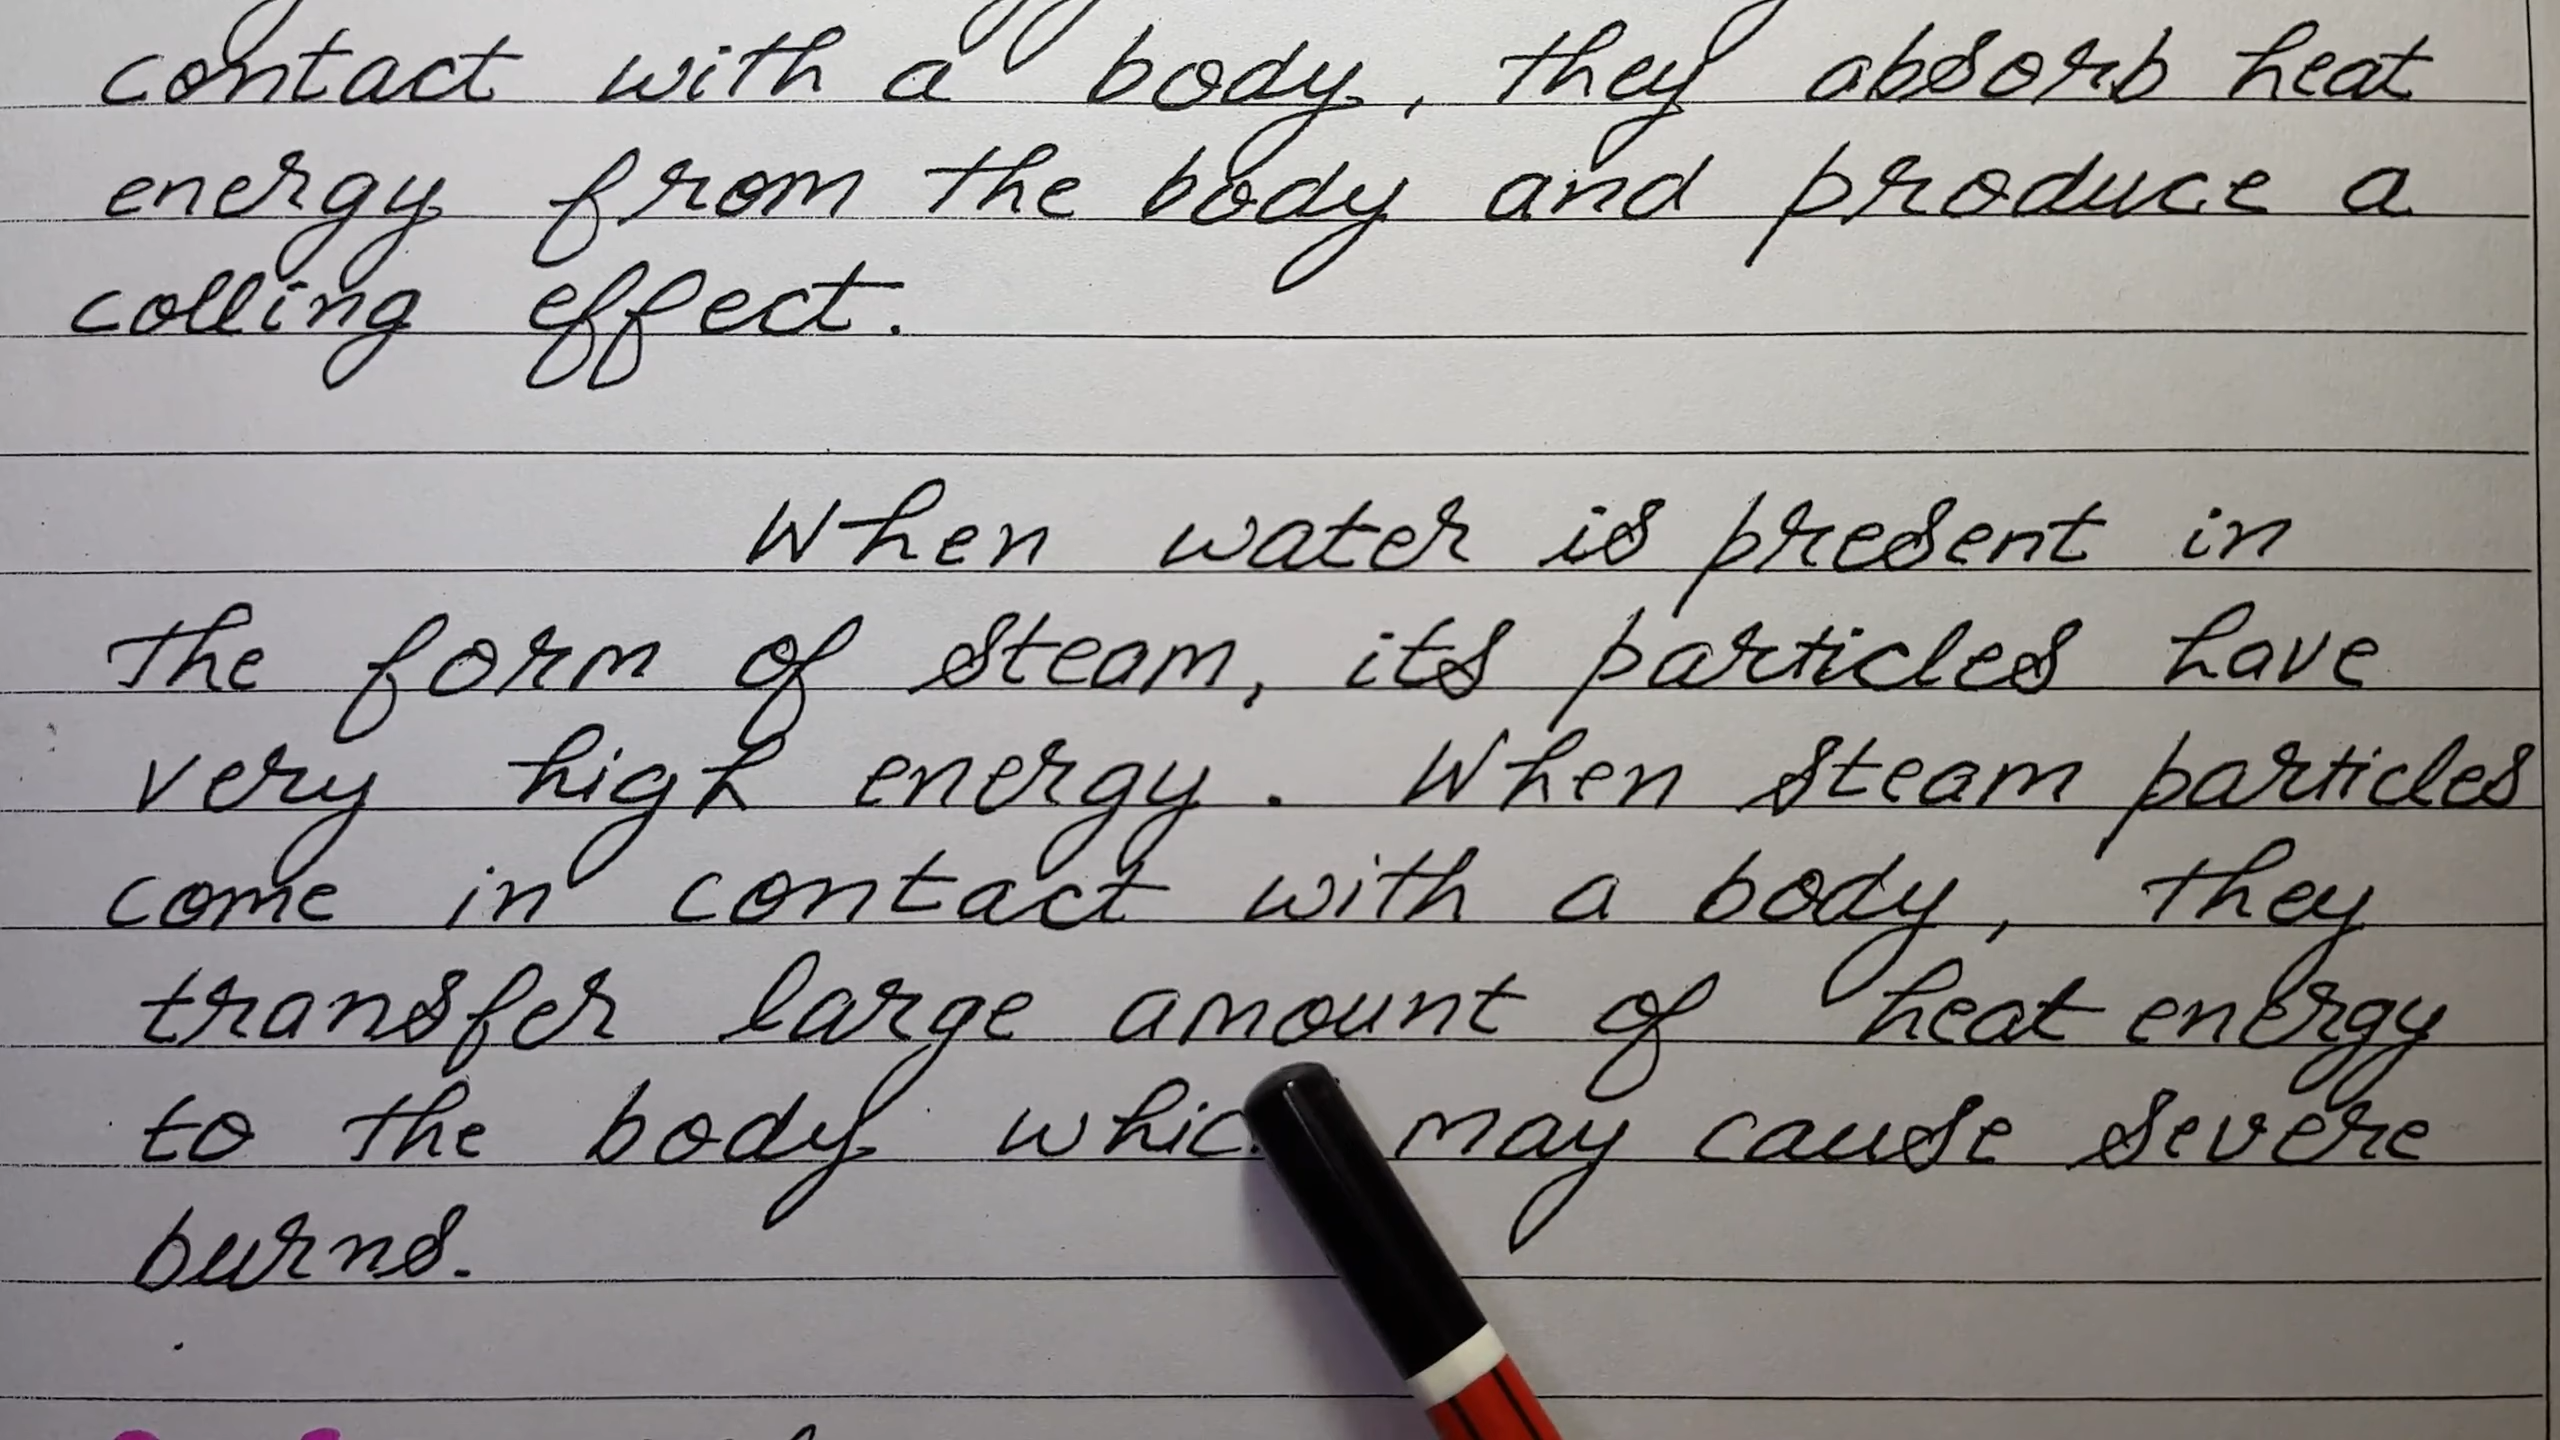 contact with a body, they absorb heat
energy from the body and produce a
colling effect.
When water is present in
the form of steam, its particles have
very high energy. When steam particles
come in contact with a body, they
transfer large amount of heat energy
to the body may cause severe
burns.